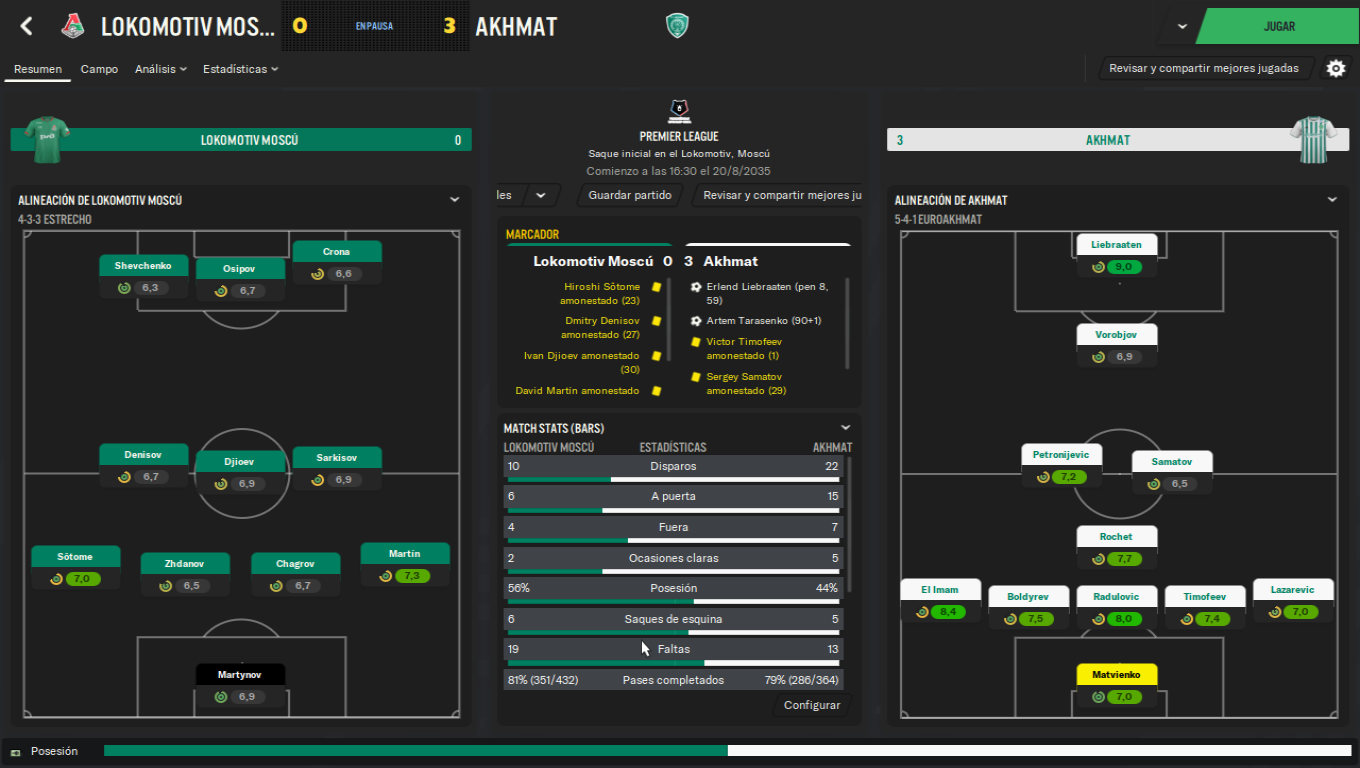 LOKOMOTIV MOS...
0
EN PAUSA
3
AKHMAT
JUGAR
Resumen
Campo
Análisis
Estadísticas
Revisar y compartir mejores jugadas
LOKOMOTIV MOSCÚ
0
PREMIER LEAGUE
Saque inicial en el Lokomotiv, Moscú
Comienzo a las 16:30 el 20/8/2035
les
Guardar partido
Revisar y compartir mejores ju
3
AKHMAT
ALINEACIÓN DE LOKOMOTIV MOSCÚ
4-3-3 ESTRECHO
Shevchenko
6,3
Osipov
6,7
Crona
6,6
Denisov
6,7
Djioev
6,9
Sarkisov
6,9
Sōtome
7,0
Zhdanov
6,5
Chagrov
6,7
Martín
7,3
Martynov
6,9
MARCADOR
Lokomotiv Moscú 0
3 Akhmat
Hiroshi Sōtome
amonestado (23)
Dmitry Denisov
amonestado (27)
Ivan Djioev amonestado
(30)
David Martín amonestado
Erlend Liebraaten (pen 8,
59)
Artem Tarasenko (90+1)
Victor Timofeev
amonestado (1)
Sergey Samatov
amonestado (29)
MATCH STATS (BARS)
LOKOMOTIV MOSCÚ ESTADÍSTICAS AKHMAT
10 Disparos 22
6 A puerta 15
4 Fuera 7
2 Ocasiones claras 5
56% Posesión 44%
6 Saques de esquina 5
19 Faltas 13
81% (351/432) Pases completados 79% (286/364)
Configurar
ALINEACIÓN DE AKHMAT
5-4-1 EUROAKHMAT
Liebraaten
9,0
Vorobjov
6,9
Petronijevic
7,2
Samatov
6,5
Rochet
7,7
El Imam
8,4
Boldyrev
7,5
Radulovic
8,0
Timofeev
7,4
Lazarevic
7,0
Matvienko
7,0
Posesión